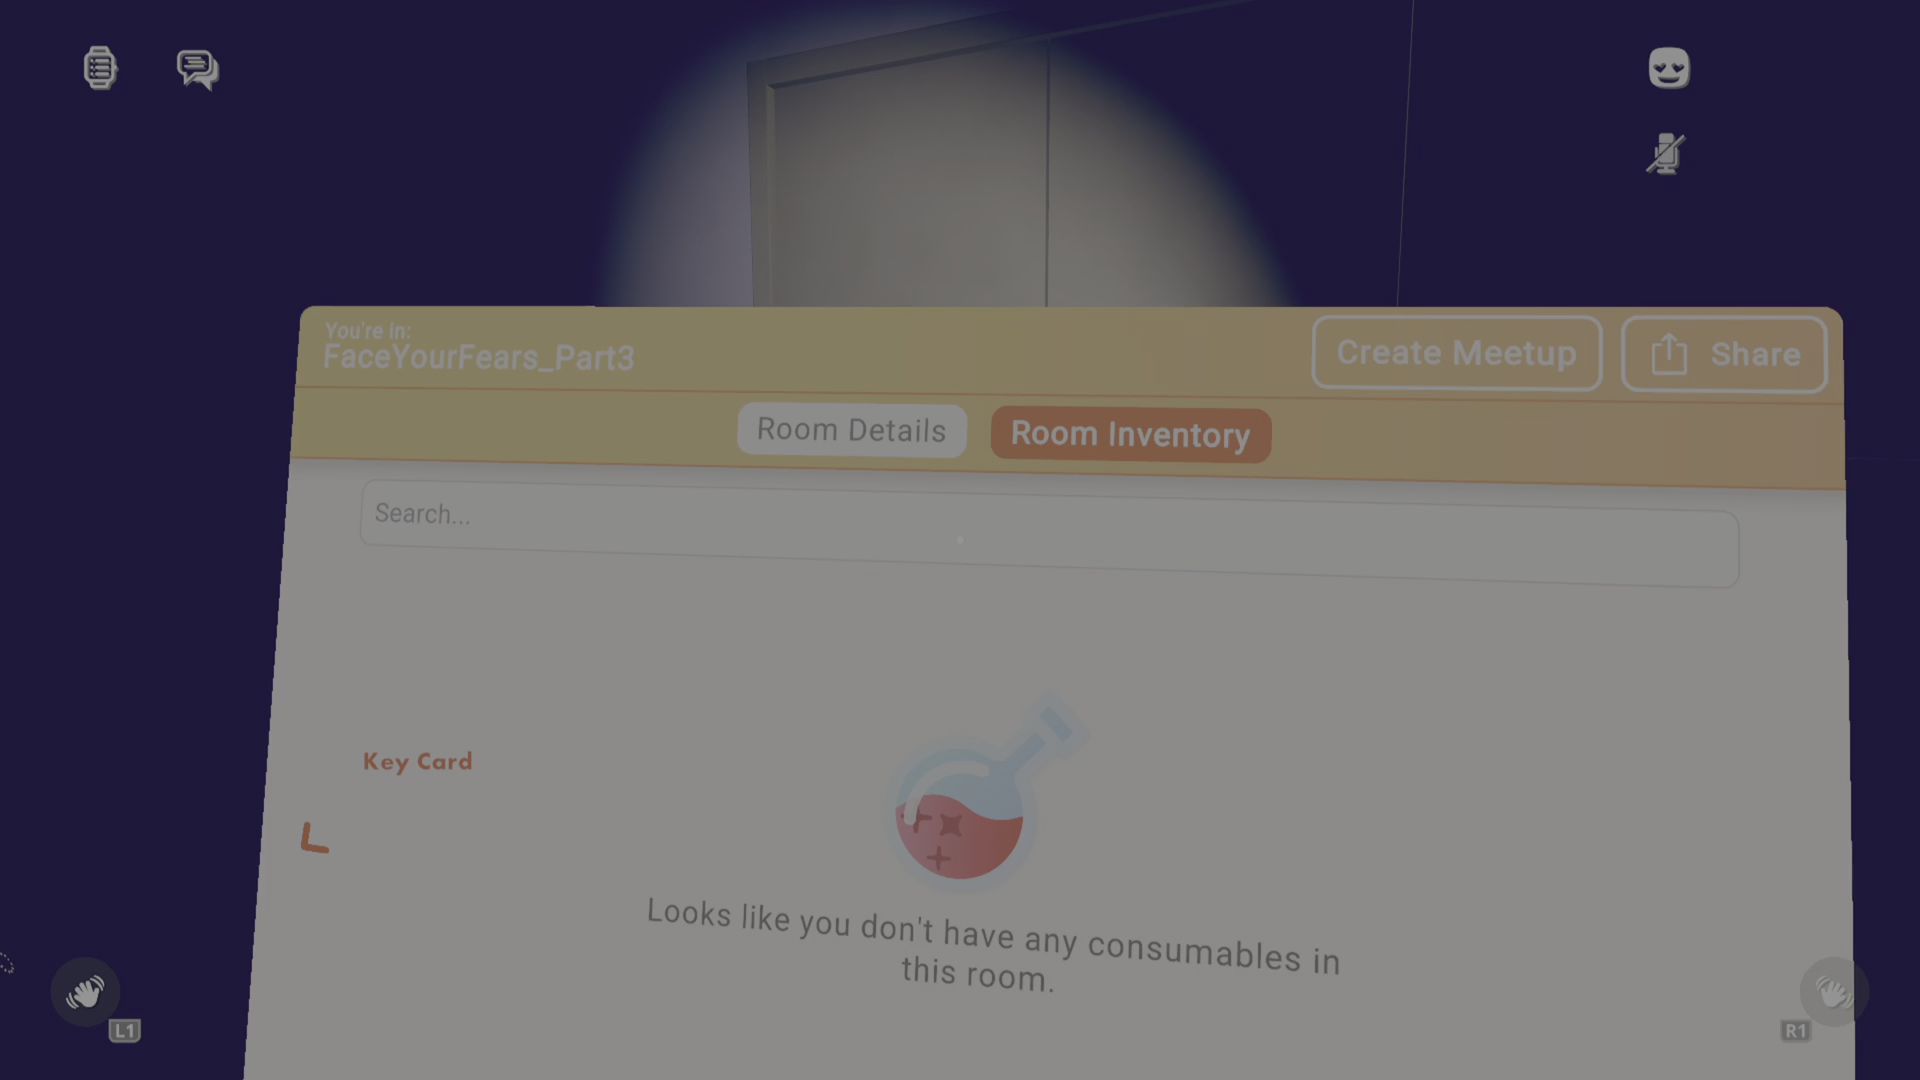 You're in:
FaceYourFears_Part3
Create Meetup
Share
Room Details
Room Inventory
Search...
Key Card
Looks like you don't have any consumables in
this room.
L1
R1